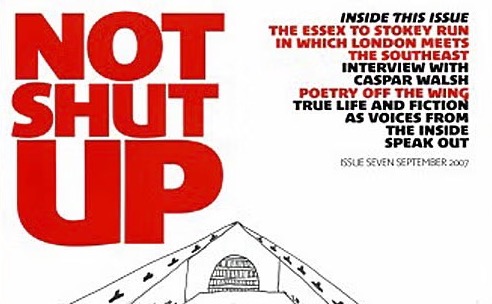 NOT
SHUT
UP
INSIDE THIS ISSUE
THE ESSEX TO STOKEY RUN
IN WHICH LONDON MEETS
THE SOUTHEAST
INTERVIEW WITH
CASPAR WALSH
POETRY OFF THE WING
TRUE LIFE AND FICTION
AS VOICES FROM
THE INSIDE
SPEAK OUT
ISSUE SEVEN SEPTEMBER 2007